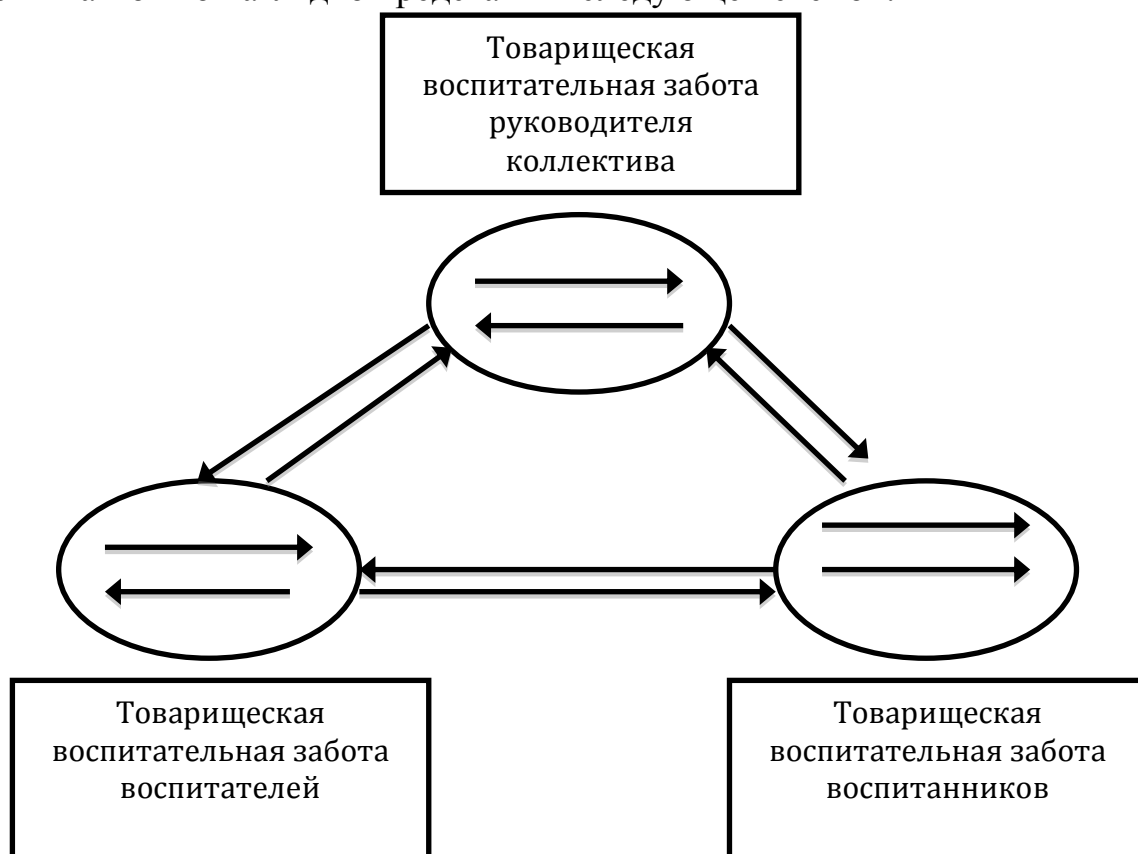 Товарищеская
воспитательная забота
руководителя
коллектива
Товарищеская
воспитательная забота
воспитателей
Товарищеская
воспитательная забота
воспитанников